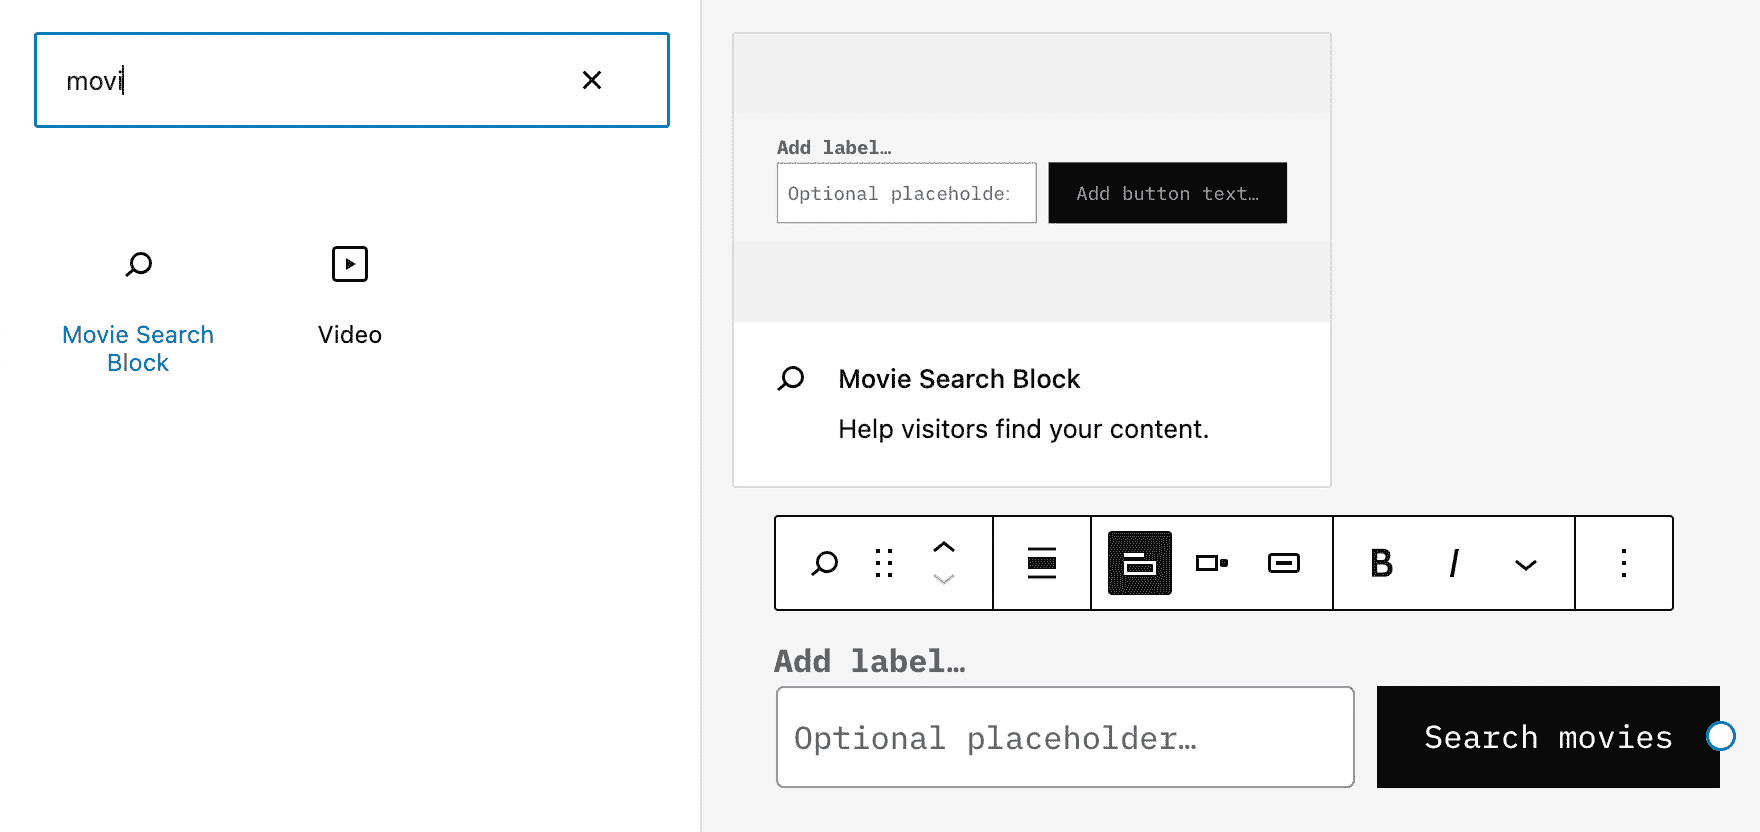 movi
Movie Search
Block
Video
Add label…
Optional placeholde
Add button text…
Movie Search Block
Help visitors find your content.
B I
Add label…
Optional placeholder…
Search movies